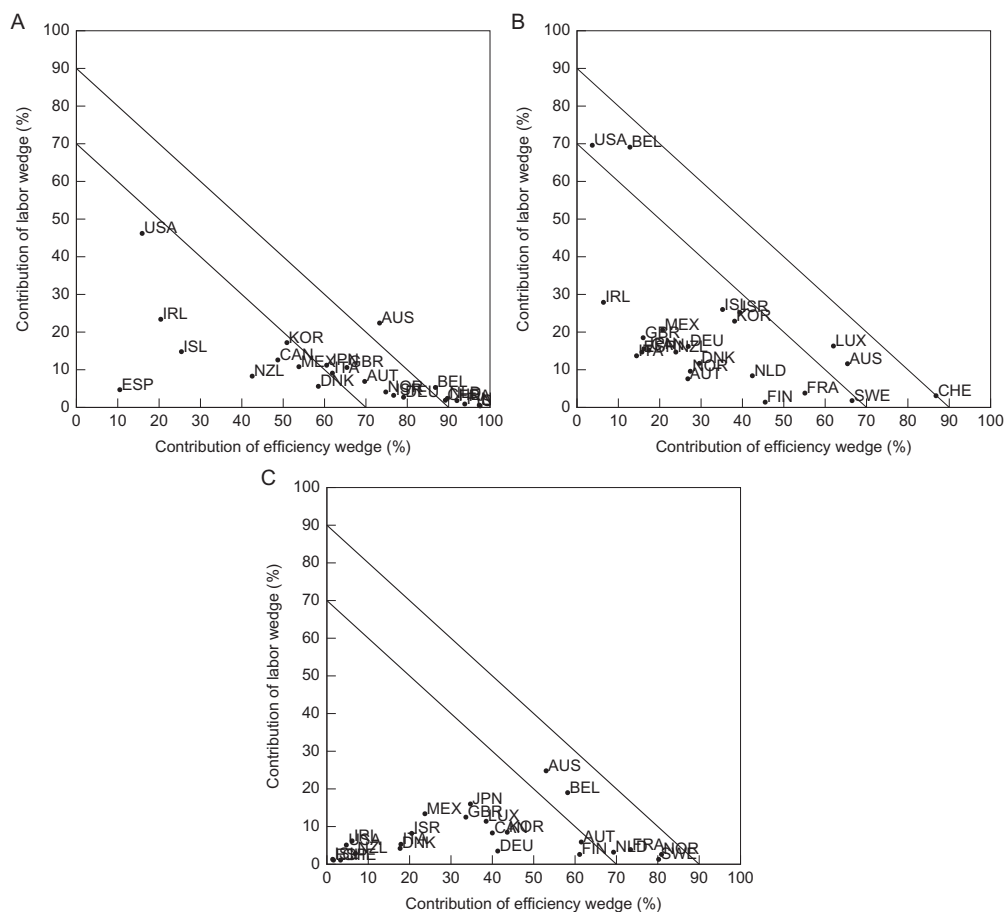 A
Contribution of labor wedge (%)
100
90
80
70
60
50
40
30
20
10
0
USA
IRL
ISL
ESP
NZL
CAN
KOR
MEX
JPN
ITA
GBR
DNK
AUS
AUT
NOR
DEU
BEL
0 10 20 30 40 50 60 70 80 90 100
Contribution of efficiency wedge (%)
B
Contribution of labor wedge (%)
100
90
80
70
60
50
40
30
20
10
0
USA
BEL
IRL
ISL
ISR
KOR
MEX
GBR
DEU
ITA
NZL
DNK
NOR
AUT
NLD
FIN
LUX
AUS
FRA
SWE
CHE
0 10 20 30 40 50 60 70 80 90 100
Contribution of efficiency wedge (%)
C
Contribution of labor wedge (%)
100
90
80
70
60
50
40
30
20
10
0
AUS
BEL
JPN
MEX
GBR
LUX
ISR
CAN
KOR
ITA
DNK
DEU
IRL
USA
NZL
CHE
AUT
FIN
NLD
FRA
NOR
SWE
0 10 20 30 40 50 60 70 80 90 100
Contribution of efficiency wedge (%)